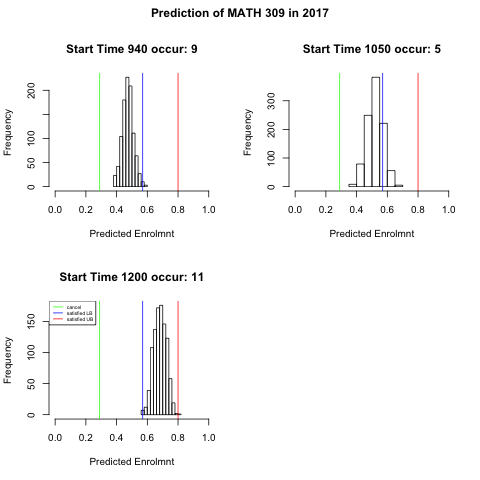 Prediction of MATH 309 in 2017
Start Time 940 occur: 9
Frequency
0 50 100 200
0.0 0.2 0.4 0.6 0.8 1.0
Predicted Enrolmnt
Start Time 1050 occur: 5
Frequency
0 100 200 300
0.0 0.2 0.4 0.6 0.8 1.0
Predicted Enrolmnt
Start Time 1200 occur: 11
cancel
satisfied LB
satisfied UB
Frequency
0 50 100 150
0.0 0.2 0.4 0.6 0.8 1.0
Predicted Enrolmnt